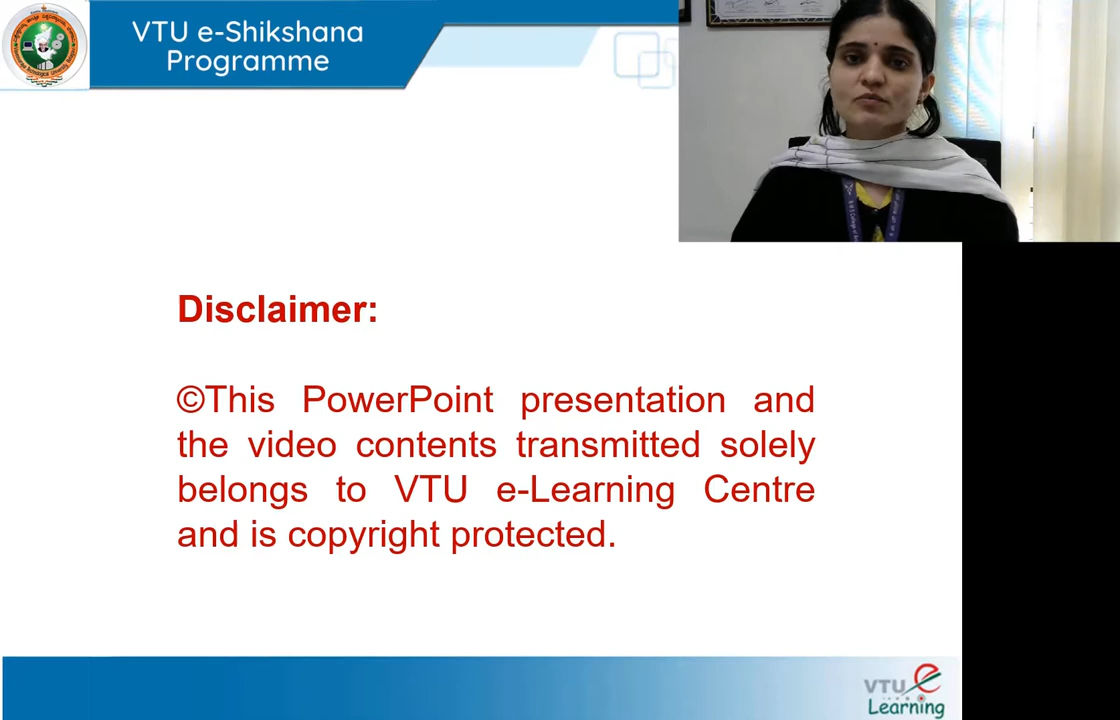 VTU e-Shikshana
Programme
Disclaimer:
©This PowerPoint presentation and
the video contents transmitted solely
belongs to VTU e-Learning Centre
and is copyright protected.
VTU e
Learning